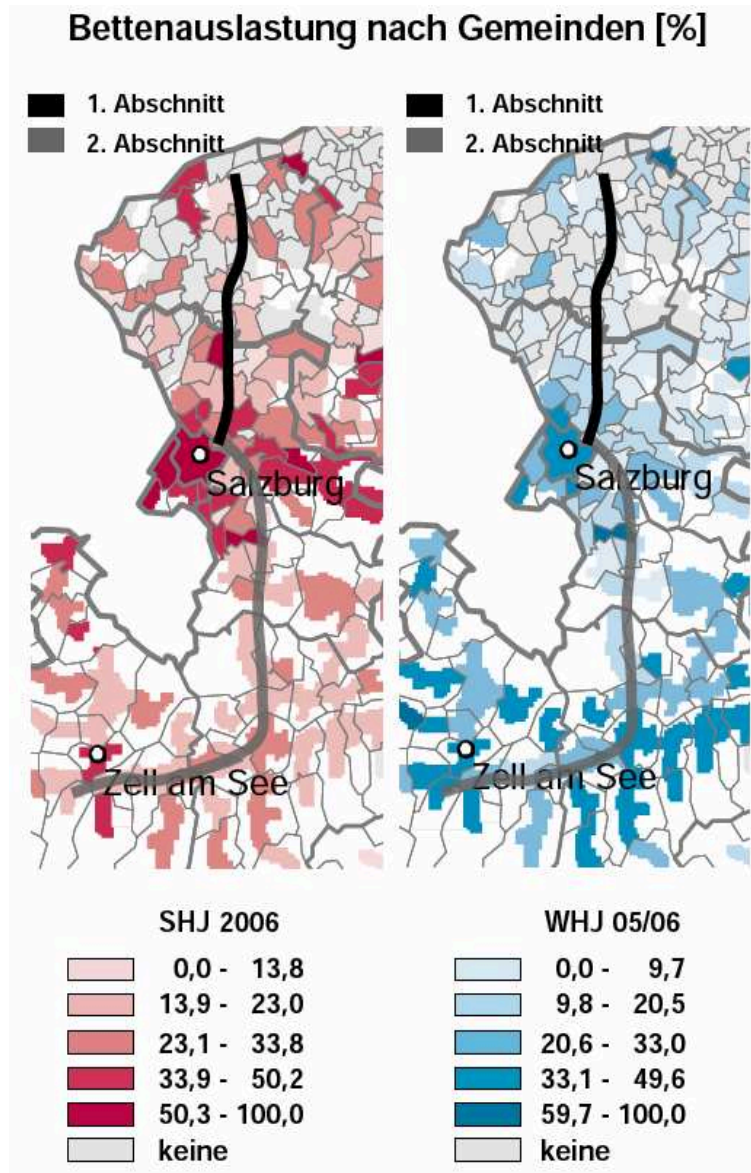 Bettenauslastung nach Gemeinden [%]
1. Abschnitt
2. Abschnitt
1. Abschnitt
2. Abschnitt
Salzburg
Zell am See
Salzburg
Zell am See
SHJ 2006
0,0 - 13,8
13,9 - 23,0
23,1 - 33,8
33,9 - 50,2
50,3 - 100,0
keine
WHJ 05/06
0,0 - 9,7
9,8 - 20,5
20,6 - 33,0
33,1 - 49,6
59,7 - 100,0
keine